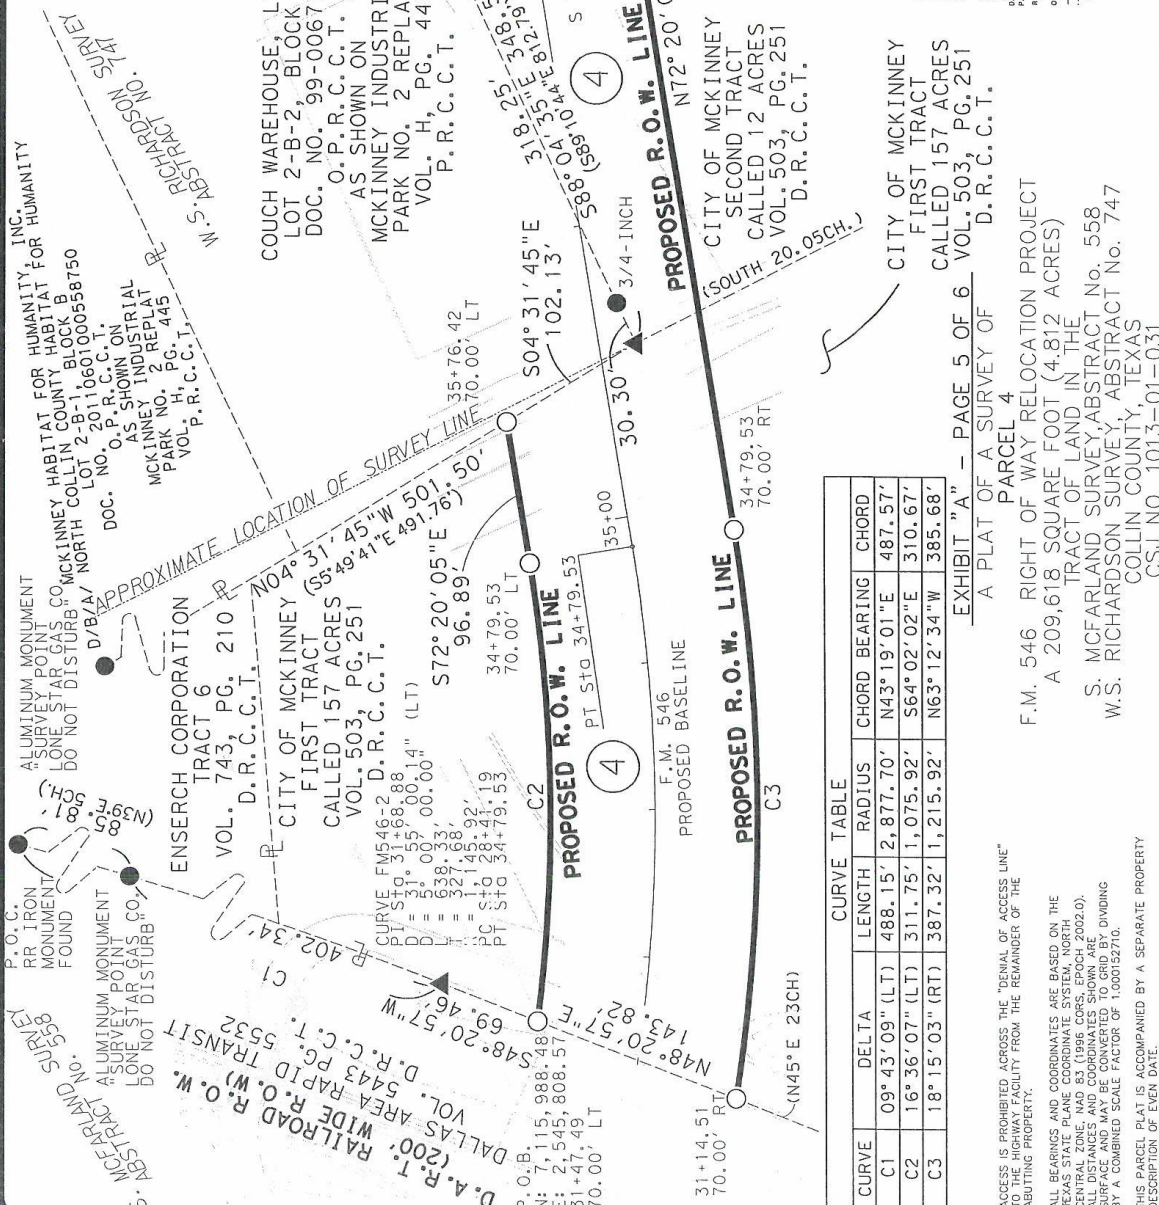 P.O.C.
RR IRON
MONUMENT
FOUND
85.81'
(N39°E 5CH.)
ALUMINUM MONUMENT
"SURVEY POINT
LONE STAR GAS CO.
DO NOT DISTURB"
ALUMINUM MONUMENT
"SURVEY POINT
LONE STAR GAS CO.
DO NOT DISTURB"
MCFARLAND SURVEY
ABSTRACT NO. 558
MCKINNEY HABITAT FOR HUMANITY, INC.
D/B/A/ NORTH COLLIN COUNTY HABITAT FOR HUMANITY
LOT 2-B-1, BLOCK B
DOC. NO. 20110601000558750
O.P.R.C.C.T.
AS SHOWN ON
MCKINNEY INDUSTRIAL
PARK NO. 2 REPLAT
VOL. H, PG. 445
P.R.C.C.T.
W.S. RICHARDSON SURVEY
ABSTRACT NO. 747
COUCH WAREHOUSE, L
LOT 2-B-2, BLOCK
DOC. NO. 99-0067
O.P.R.C.C.T.
AS SHOWN ON
MCKINNEY INDUSTRI
PARK NO. 2 REPLA
VOL. H, PG. 44
P.R.C.C.T.
APPROXIMATE LOCATION OF SURVEY LINE
ENSERCH CORPORATION
TRACT 6
VOL. 743, PG. 210
D.R.C.C.T.
N04°31'45"W 501.50'
(S5°49'41"E 491.76')
CITY OF MCKINNEY
FIRST TRACT
CALLED 157 ACRES
VOL.503, PG.251
D.R.C.C.T.
CURVE FM546-2
PI Sta 31+68.88
D = 31° 55' 00.14" (LT)
D = 5° 00' 00.00"
L = 638.33'
T = 327.68'
R = 1,145.92'
PC Sta 28+41.19
PT Sta 34+79.53
C1
402.34'
S48°20'57"W
69.46'
D.A.R.T. RAILROAD R.O.W.
(200' WIDE R.O.W)
DALLAS AREA RAPID TRANSIT
VOL. 5443 PG. 5532
D.R.C.C.T.
P.O.B.
N: 7,115,988.48
E: 2,545,808.57
31+47.49
70.00' LT
N48°20'57"E
143.82'
31+14.51
70.00' RT
(N45°E 23CH)
S72°20'05"E
96.89'
34+79.53
70.00' LT
35+76.42
70.00' LT
S04°31'45"E
102.13'
318.25'
S88°04'35"E 348.5
(S89°10'44"E 812.79
3/4-INCH
30.30'
4
S
PROPOSED R.O.W. LINE
N72°20'0
CITY OF MCKINNEY
SECOND TRACT
CALLED 12 ACRES
VOL.503, PG.251
D.R.C.C.T.
(SOUTH 20.05CH.)
CITY OF MCKINNEY
FIRST TRACT
CALLED 157 ACRES
VOL.503, PG.251
D.R.C.C.T.
C2
PROPOSED R.O.W. LINE
PT Sta 34+79.53
35+00
4
F.M. 546
PROPOSED BASELINE
34+79.53
70.00' RT
PROPOSED R.O.W. LINE
C3
CURVE TABLE
CURVE DELTA LENGTH RADIUS CHORD BEARING CHORD
C1 09°43'09"(LT) 488.15' 2,877.70' N43°19'01"E 487.57'
C2 16°36'07"(LT) 311.75' 1,075.92' S64°02'02"E 310.67'
C3 18°15'03"(RT) 387.32' 1,215.92' N63°12'34"W 385.68'
EXHIBIT "A" - PAGE 5 OF 6
A PLAT OF A SURVEY OF
PARCEL 4
F.M. 546 RIGHT OF WAY RELOCATION PROJECT
A 209,618 SQUARE FOOT (4.812 ACRES)
TRACT OF LAND IN THE
S. MCFARLAND SURVEY, ABSTRACT No. 558
W.S. RICHARDSON SURVEY, ABSTRACT No. 747
COLLIN COUNTY, TEXAS
CSJ NO. 1013-01-031
ACCESS IS PROHIBITED ACROSS THE "DENIAL OF ACCESS LINE"
TO THE HIGHWAY FACILITY FROM THE REMAINDER OF THE
ABUTTING PROPERTY.
ALL BEARINGS AND COORDINATES ARE BASED ON THE
TEXAS STATE PLANE COORDINATE SYSTEM, NORTH
CENTRAL ZONE, NAD 83 (1996 CORS, EPOCH 2002.0).
ALL DISTANCES AND COORDINATES SHOWN ARE
SURFACE AND MAY BE CONVERTED TO GRID BY DIVIDING
BY A COMBINED SCALE FACTOR OF 1.000152710.
THIS PARCEL PLAT IS ACCOMPANIED BY A SEPARATE PROPERTY
DESCRIPTION OF EVEN DATE.